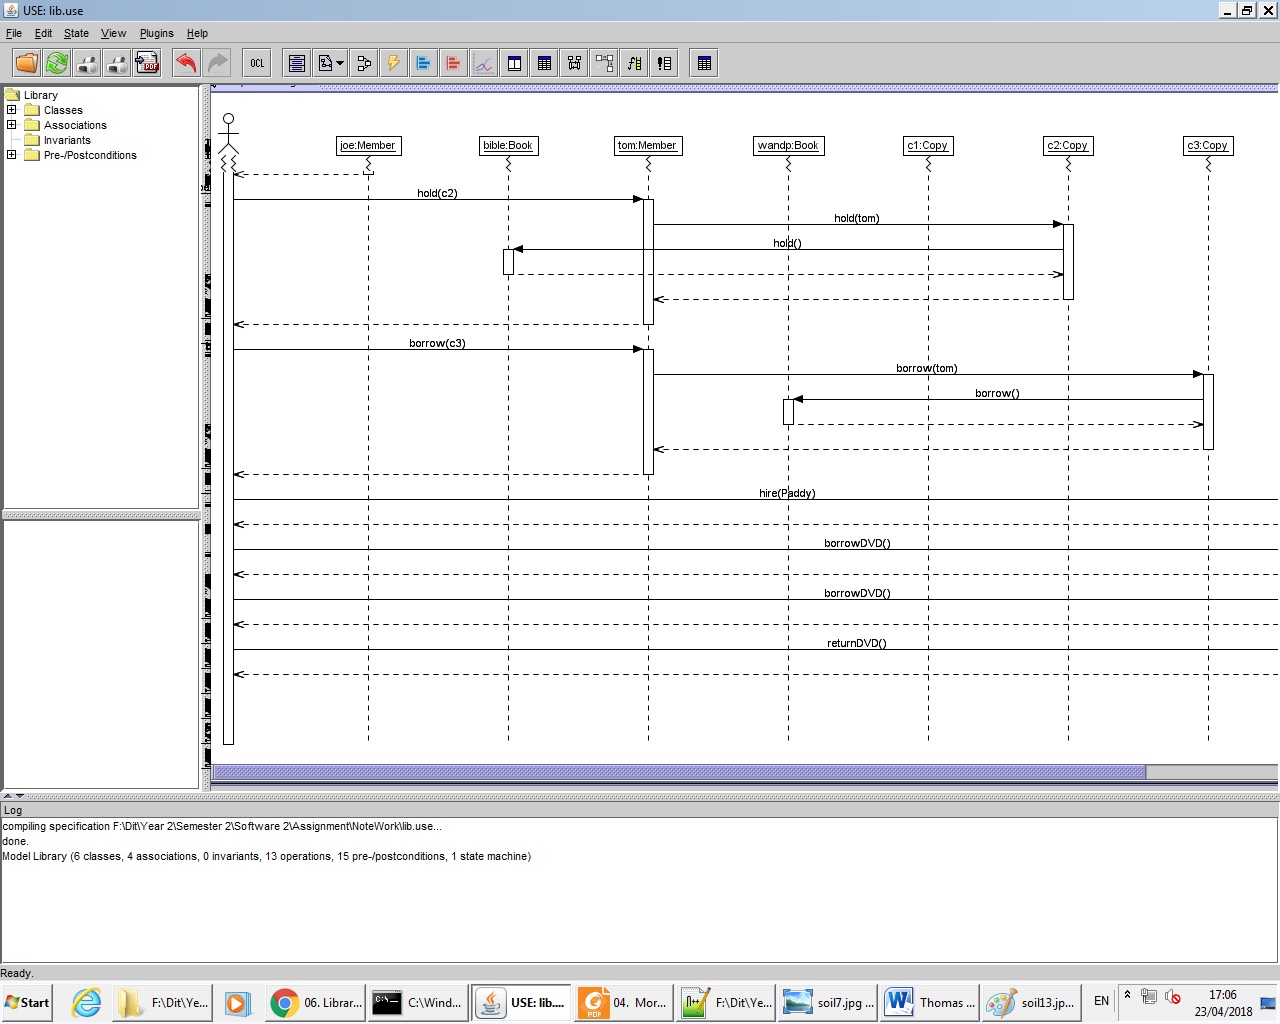 USE: lib.use
File Edit State View Plugins Help
OCL
PDF
Library
Classes
Associations
Invariants
Pre-/Postconditions
joe:Member bible:Book tom:Member wandp:Book c1:Copy c2:Copy c3:Copy
hold(c2)
hold(tom)
hold()
borrow(c3)
borrow(tom)
borrow()
hire(Paddy)
borrowDVD()
borrowDVD()
returnDVD()
Log
compiling specification F:\Dit\Year 2\Semester 2\Software 2\Assignment\NoteWork\lib.use...
done.
Model Library (6 classes, 4 associations, 0 invariants, 13 operations, 15 pre-/postconditions, 1 state machine)
Ready.
Start F:\Dit\Ye... 06. Librar... C:\Wind... USE: lib.... 04. Mor... F:\Dit\Ye... soil7.jpg ... Thomas ... soil13.jp... EN 17:06
23/04/2018